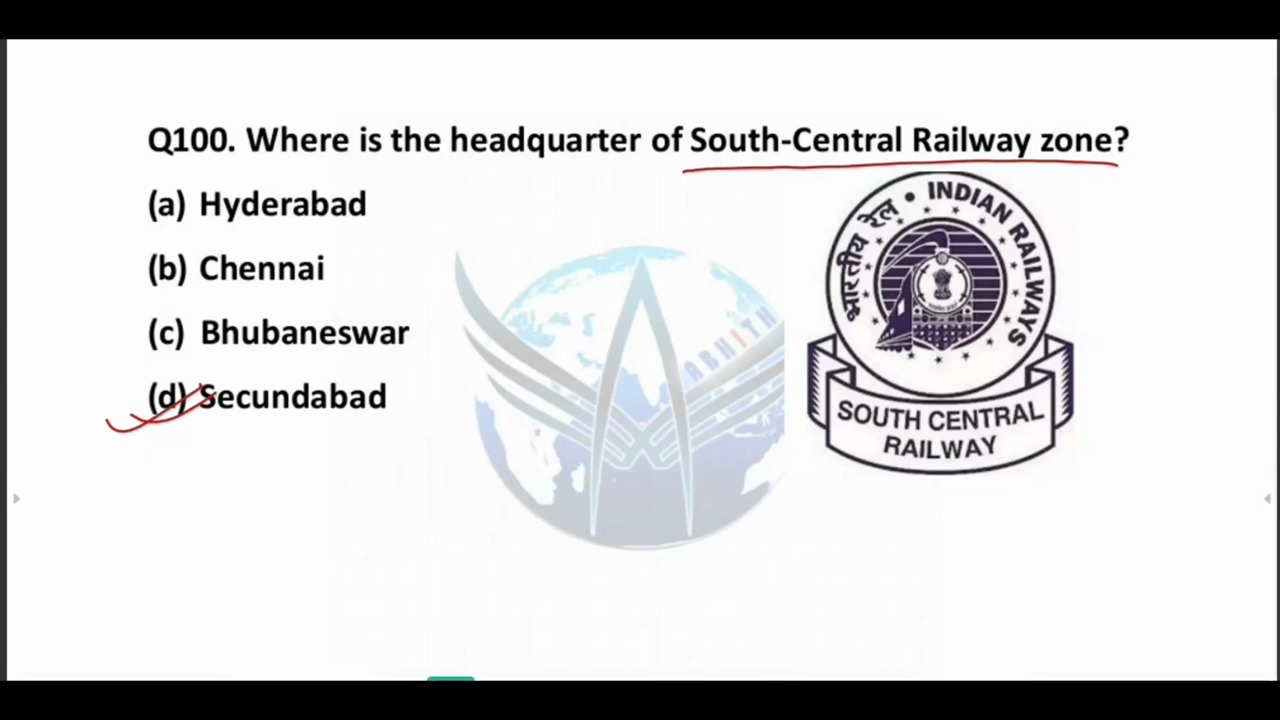 Q100. Where is the headquarter of South-Central Railway zone?
(a) Hyderabad
(b) Chennai
(c) Bhubaneswar
(d) Secundabad
भारतीय रेल • INDIAN RAILWAYS
SOUTH CENTRAL
RAILWAY
ABHITH